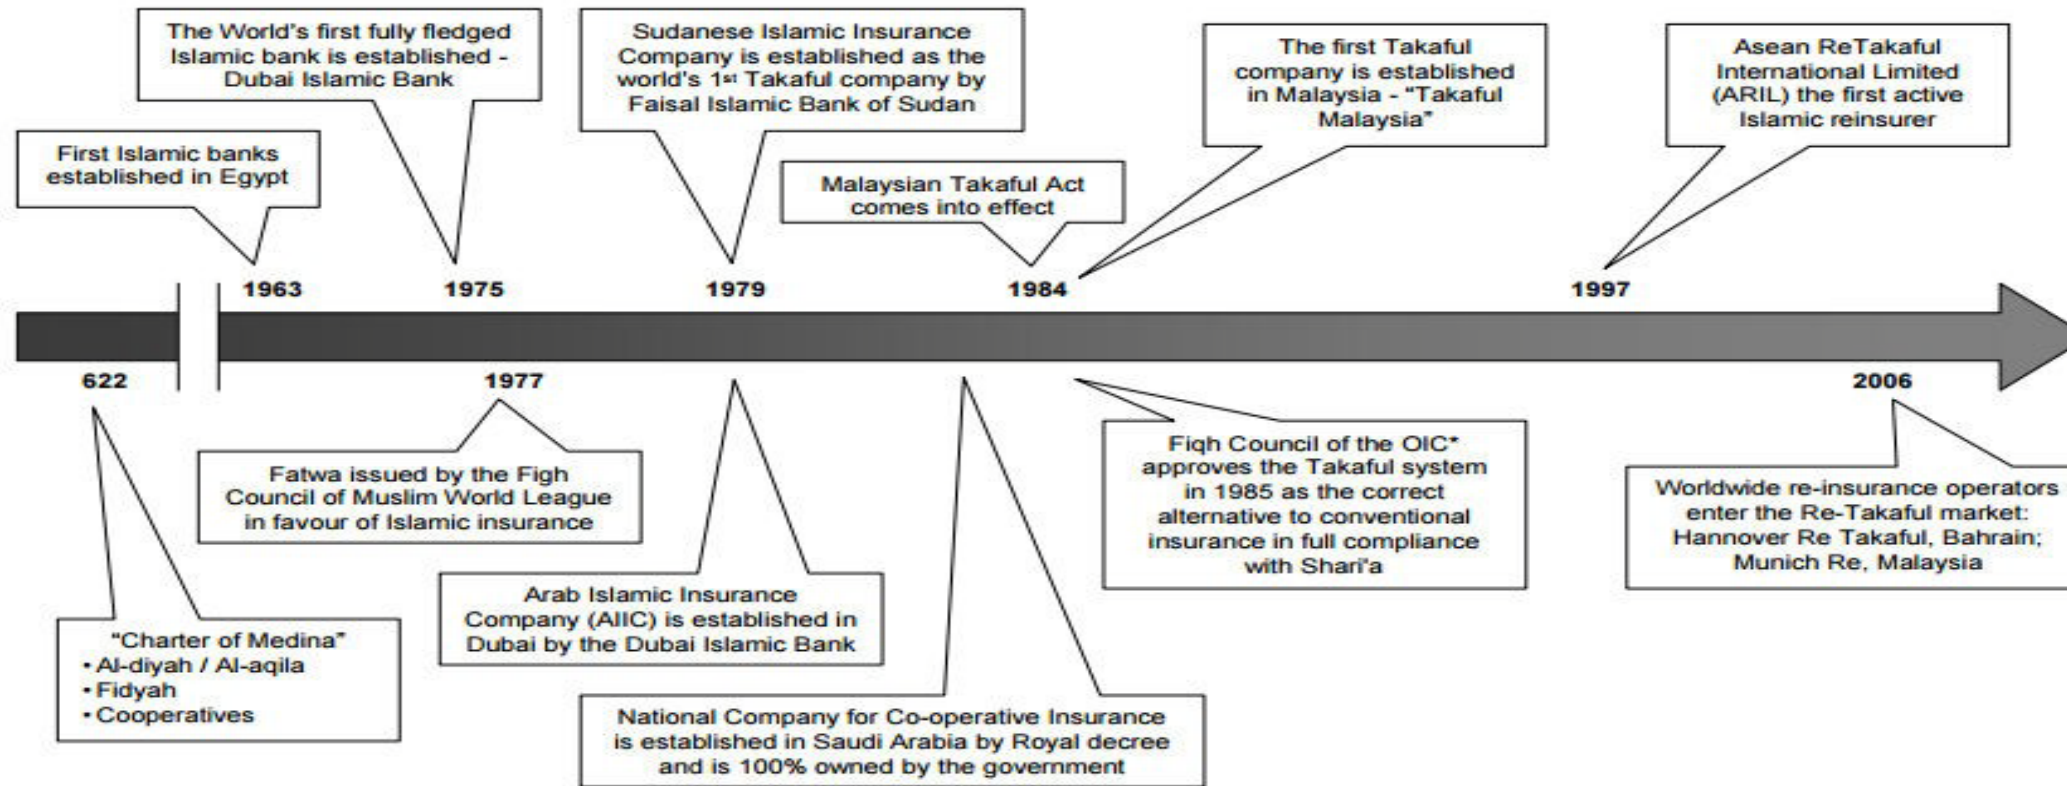 The World's first fully fledged
Islamic bank is established -
Dubai Islamic Bank
Sudanese Islamic Insurance
Company is established as the
world's 1st Takaful company by
Faisal Islamic Bank of Sudan
The first Takaful
company is established
in Malaysia - “Takaful
Malaysia”
Asean ReTakaful
International Limited
(ARIL) the first active
Islamic reinsurer
First Islamic banks
established in Egypt
Malaysian Takaful Act
comes into effect
1963
1975
1979
1984
1997
622
1977
2006
Fatwa issued by the Figh
Council of Muslim World League
in favour of Islamic insurance
Fiqh Council of the OIC*
approves the Takaful system
in 1985 as the correct
alternative to conventional
insurance in full compliance
with Shari'a
Worldwide re-insurance operators
enter the Re-Takaful market:
Hannover Re Takaful, Bahrain;
Munich Re, Malaysia
Arab Islamic Insurance
Company (AIIC) is established in
Dubai by the Dubai Islamic Bank
“Charter of Medina”
• Al-diyah / Al-aqila
• Fidyah
• Cooperatives
National Company for Co-operative Insurance
is established in Saudi Arabia by Royal decree
and is 100% owned by the government